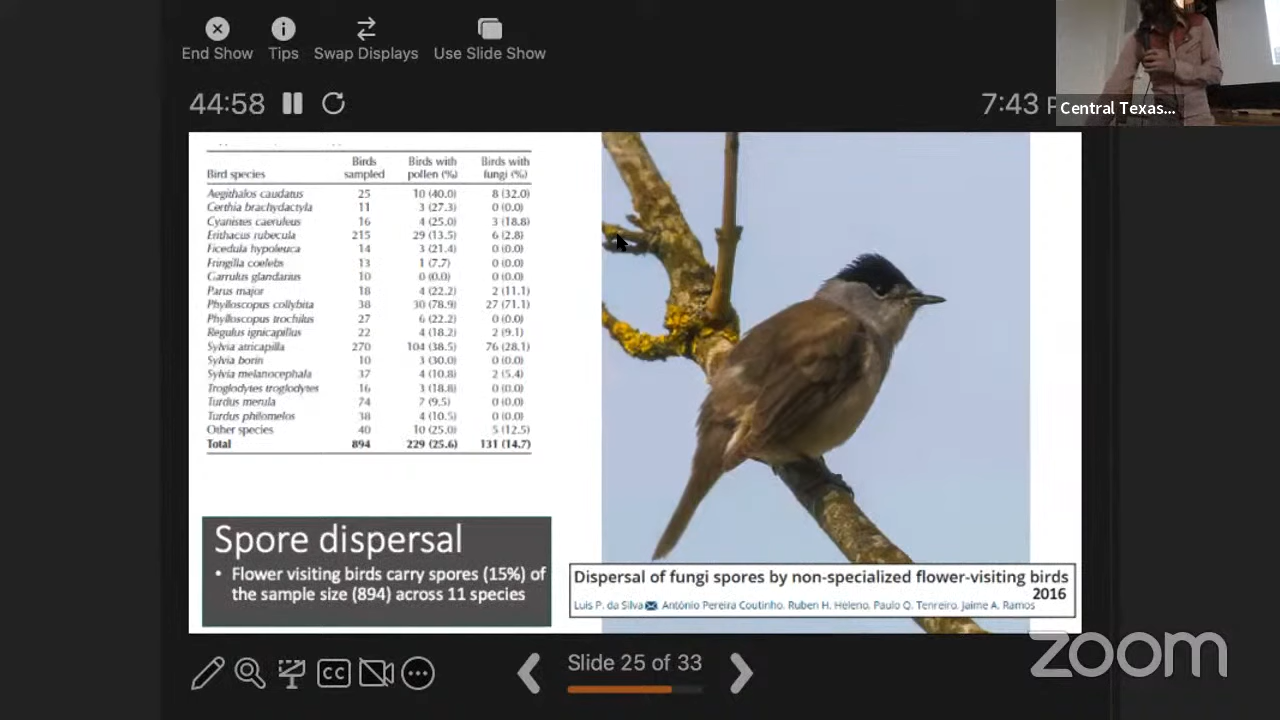 End Show Tips Swap Displays Use Slide Show
44:58
7:43 P
Central Texas...
Bird species Birds sampled Birds with pollen (%) Birds with fungi (%)
Aegithalos caudatus 25 10 (40.0) 8 (32.0)
Certhia brachydactyla 11 3 (27.3) 0 (0.0)
Cyanistes caeruleus 16 4 (25.0) 3 (18.8)
Erithacus rubecula 215 29 (13.5) 6 (2.8)
Ficedula hypoleuca 14 3 (21.4) 0 (0.0)
Fringilla coelebs 13 1 (7.7) 0 (0.0)
Garrulus glandarius 10 0 (0.0) 0 (0.0)
Parus major 18 4 (22.2) 2 (11.1)
Phylloscopus collybita 38 30 (78.9) 27 (71.1)
Phylloscopus trochilus 27 6 (22.2) 0 (0.0)
Regulus ignicapillus 22 4 (18.2) 2 (9.1)
Sylvia atricapilla 270 104 (38.5) 76 (28.1)
Sylvia borin 10 3 (30.0) 0 (0.0)
Sylvia melanocephala 37 4 (10.8) 2 (5.4)
Troglodytes troglodytes 16 3 (18.8) 0 (0.0)
Turdus merula 74 7 (9.5) 0 (0.0)
Turdus philomelos 38 4 (10.5) 0 (0.0)
Other species 40 10 (25.0) 5 (12.5)
Total 894 229 (25.6) 131 (14.7)
Spore dispersal
• Flower visiting birds carry spores (15%) of
the sample size (894) across 11 species
Dispersal of fungi spores by non-specialized flower-visiting birds
2016
Luis P. da Silva, António Pereira Coutinho, Ruben H. Heleno, Paulo Q. Tenreiro, Jaime A. Ramos
CC
Slide 25 of 33
zoom